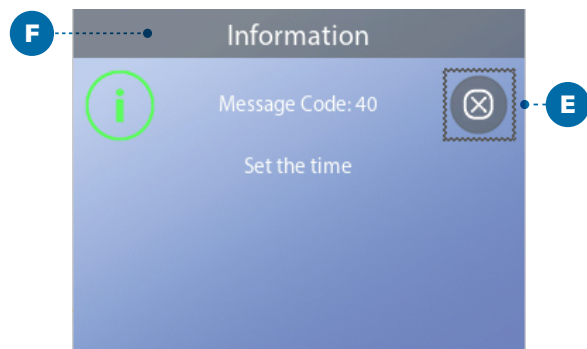 F
Information
Message Code: 40
E
Set the time